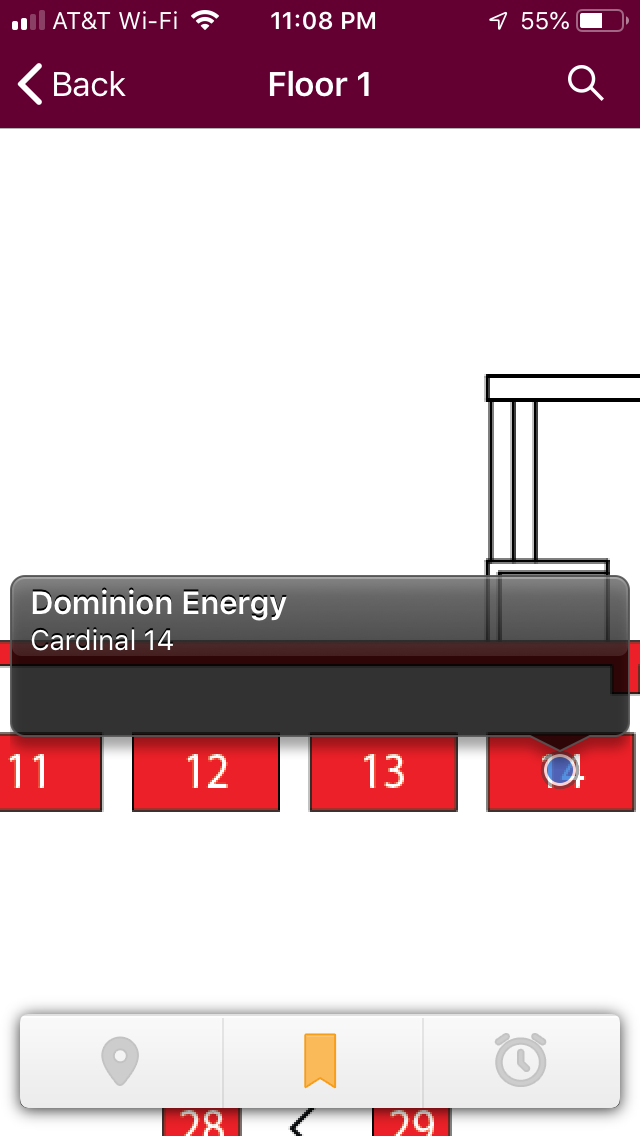 AT&T Wi-Fi 11:08 PM 55%
Back Floor 1
Dominion Energy
Cardinal 14
11 12 13 14
28 29